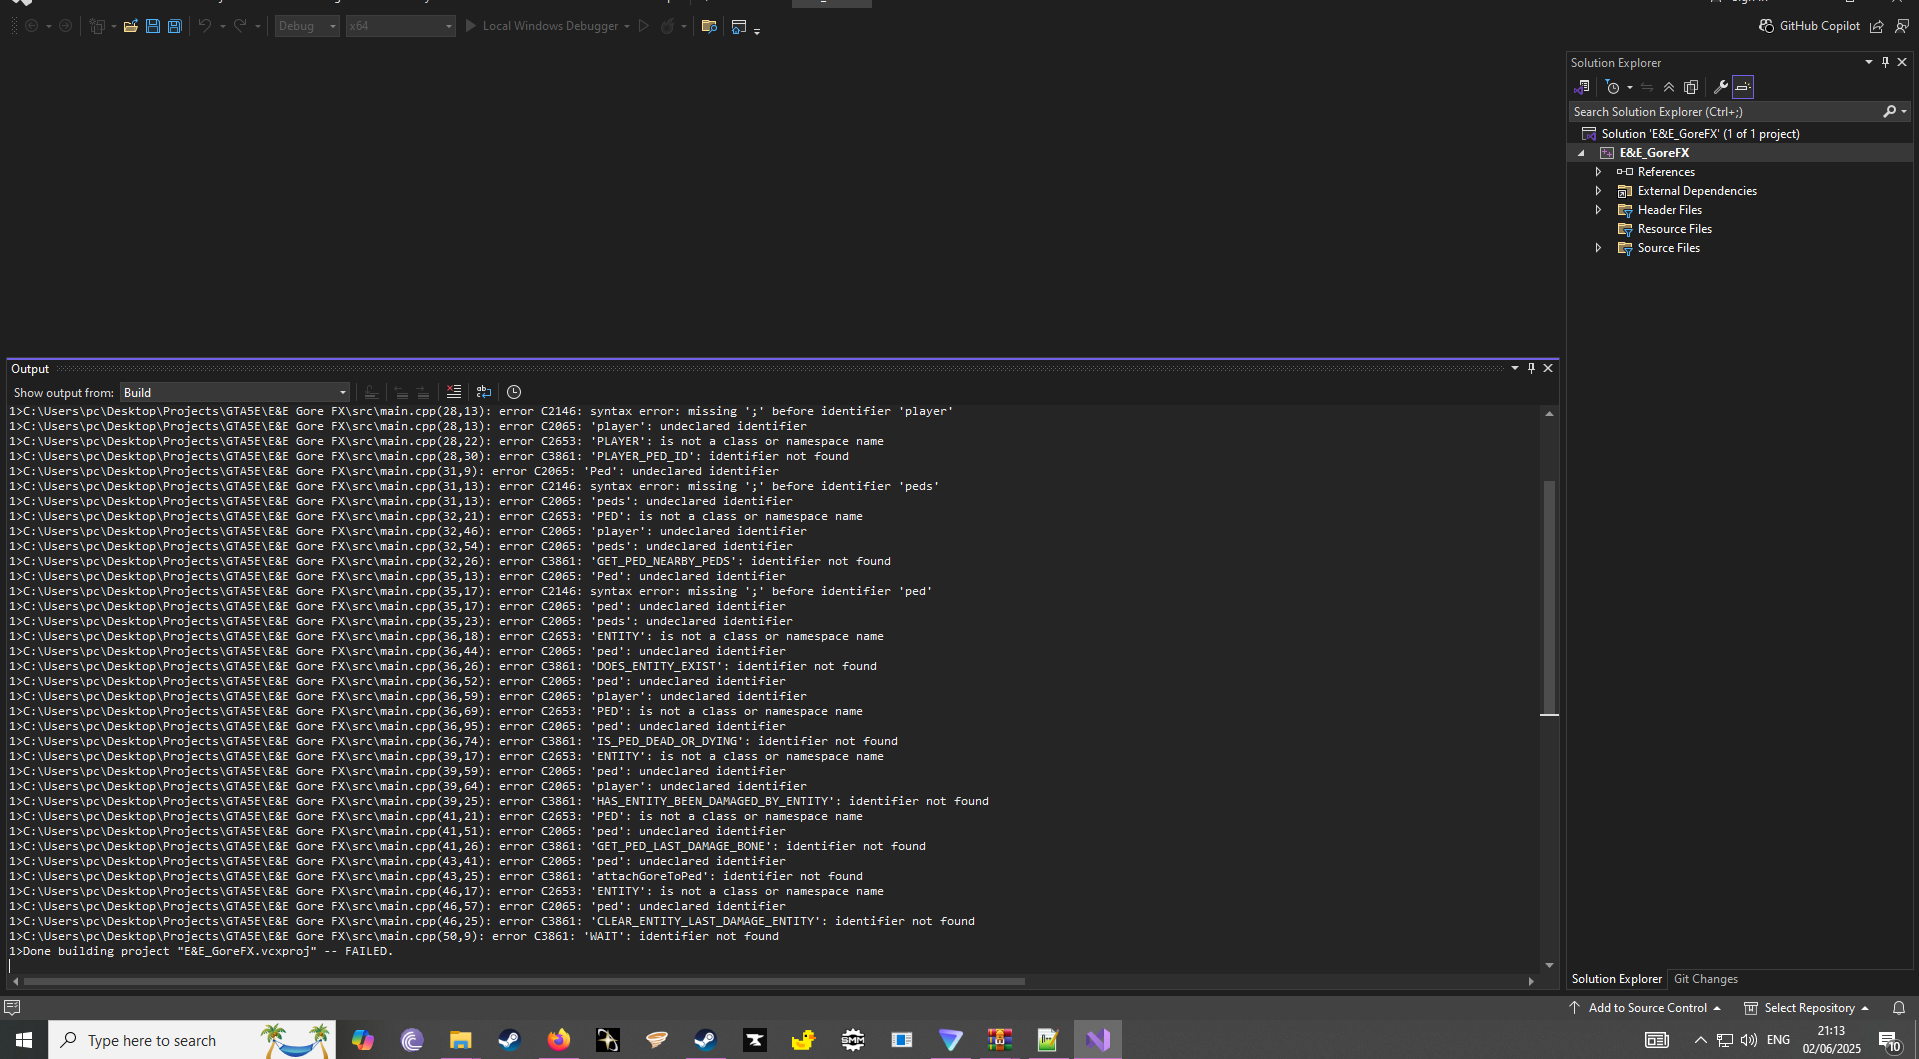 Debug
x64
Local Windows Debugger
GitHub Copilot
Solution Explorer
Search Solution Explorer (Ctrl+;)
Solution 'E&E_GoreFX' (1 of 1 project)
E&E_GoreFX
References
External Dependencies
Header Files
Resource Files
Source Files
Output
Show output from: Build
1>C:\Users\pc\Desktop\Projects\GTA5E\E&E Gore FX\src\main.cpp(28,13): error C2146: syntax error: missing ';' before identifier 'player'
1>C:\Users\pc\Desktop\Projects\GTA5E\E&E Gore FX\src\main.cpp(28,13): error C2065: 'player': undeclared identifier
1>C:\Users\pc\Desktop\Projects\GTA5E\E&E Gore FX\src\main.cpp(28,22): error C2653: 'PLAYER': is not a class or namespace name
1>C:\Users\pc\Desktop\Projects\GTA5E\E&E Gore FX\src\main.cpp(28,30): error C3861: 'PLAYER_PED_ID': identifier not found
1>C:\Users\pc\Desktop\Projects\GTA5E\E&E Gore FX\src\main.cpp(31,9): error C2065: 'Ped': undeclared identifier
1>C:\Users\pc\Desktop\Projects\GTA5E\E&E Gore FX\src\main.cpp(31,13): error C2146: syntax error: missing ';' before identifier 'peds'
1>C:\Users\pc\Desktop\Projects\GTA5E\E&E Gore FX\src\main.cpp(31,13): error C2065: 'peds': undeclared identifier
1>C:\Users\pc\Desktop\Projects\GTA5E\E&E Gore FX\src\main.cpp(32,21): error C2653: 'PED': is not a class or namespace name
1>C:\Users\pc\Desktop\Projects\GTA5E\E&E Gore FX\src\main.cpp(32,46): error C2065: 'player': undeclared identifier
1>C:\Users\pc\Desktop\Projects\GTA5E\E&E Gore FX\src\main.cpp(32,54): error C2065: 'peds': undeclared identifier
1>C:\Users\pc\Desktop\Projects\GTA5E\E&E Gore FX\src\main.cpp(32,26): error C3861: 'GET_PED_NEARBY_PEDS': identifier not found
1>C:\Users\pc\Desktop\Projects\GTA5E\E&E Gore FX\src\main.cpp(35,13): error C2065: 'Ped': undeclared identifier
1>C:\Users\pc\Desktop\Projects\GTA5E\E&E Gore FX\src\main.cpp(35,17): error C2146: syntax error: missing ';' before identifier 'ped'
1>C:\Users\pc\Desktop\Projects\GTA5E\E&E Gore FX\src\main.cpp(35,17): error C2065: 'ped': undeclared identifier
1>C:\Users\pc\Desktop\Projects\GTA5E\E&E Gore FX\src\main.cpp(35,23): error C2065: 'peds': undeclared identifier
1>C:\Users\pc\Desktop\Projects\GTA5E\E&E Gore FX\src\main.cpp(36,18): error C2653: 'ENTITY': is not a class or namespace name
1>C:\Users\pc\Desktop\Projects\GTA5E\E&E Gore FX\src\main.cpp(36,44): error C2065: 'ped': undeclared identifier
1>C:\Users\pc\Desktop\Projects\GTA5E\E&E Gore FX\src\main.cpp(36,26): error C3861: 'DOES_ENTITY_EXIST': identifier not found
1>C:\Users\pc\Desktop\Projects\GTA5E\E&E Gore FX\src\main.cpp(36,52): error C2065: 'ped': undeclared identifier
1>C:\Users\pc\Desktop\Projects\GTA5E\E&E Gore FX\src\main.cpp(36,59): error C2065: 'player': undeclared identifier
1>C:\Users\pc\Desktop\Projects\GTA5E\E&E Gore FX\src\main.cpp(36,69): error C2653: 'PED': is not a class or namespace name
1>C:\Users\pc\Desktop\Projects\GTA5E\E&E Gore FX\src\main.cpp(36,95): error C2065: 'ped': undeclared identifier
1>C:\Users\pc\Desktop\Projects\GTA5E\E&E Gore FX\src\main.cpp(36,74): error C3861: 'IS_PED_DEAD_OR_DYING': identifier not found
1>C:\Users\pc\Desktop\Projects\GTA5E\E&E Gore FX\src\main.cpp(39,17): error C2653: 'ENTITY': is not a class or namespace name
1>C:\Users\pc\Desktop\Projects\GTA5E\E&E Gore FX\src\main.cpp(39,59): error C2065: 'ped': undeclared identifier
1>C:\Users\pc\Desktop\Projects\GTA5E\E&E Gore FX\src\main.cpp(39,64): error C2065: 'player': undeclared identifier
1>C:\Users\pc\Desktop\Projects\GTA5E\E&E Gore FX\src\main.cpp(39,25): error C3861: 'HAS_ENTITY_BEEN_DAMAGED_BY_ENTITY': identifier not found
1>C:\Users\pc\Desktop\Projects\GTA5E\E&E Gore FX\src\main.cpp(41,21): error C2653: 'PED': is not a class or namespace name
1>C:\Users\pc\Desktop\Projects\GTA5E\E&E Gore FX\src\main.cpp(41,51): error C2065: 'ped': undeclared identifier
1>C:\Users\pc\Desktop\Projects\GTA5E\E&E Gore FX\src\main.cpp(41,26): error C3861: 'GET_PED_LAST_DAMAGE_BONE': identifier not found
1>C:\Users\pc\Desktop\Projects\GTA5E\E&E Gore FX\src\main.cpp(43,41): error C2065: 'ped': undeclared identifier
1>C:\Users\pc\Desktop\Projects\GTA5E\E&E Gore FX\src\main.cpp(43,25): error C3861: 'attachGoreToPed': identifier not found
1>C:\Users\pc\Desktop\Projects\GTA5E\E&E Gore FX\src\main.cpp(46,17): error C2653: 'ENTITY': is not a class or namespace name
1>C:\Users\pc\Desktop\Projects\GTA5E\E&E Gore FX\src\main.cpp(46,57): error C2065: 'ped': undeclared identifier
1>C:\Users\pc\Desktop\Projects\GTA5E\E&E Gore FX\src\main.cpp(46,25): error C3861: 'CLEAR_ENTITY_LAST_DAMAGE_ENTITY': identifier not found
1>C:\Users\pc\Desktop\Projects\GTA5E\E&E Gore FX\src\main.cpp(50,9): error C3861: 'WAIT': identifier not found
1>Done building project "E&E_GoreFX.vcxproj" -- FAILED.
Solution Explorer Git Changes
Add to Source Control Select Repository
Type here to search
SMM
ENG
21:13
02/06/2025
10